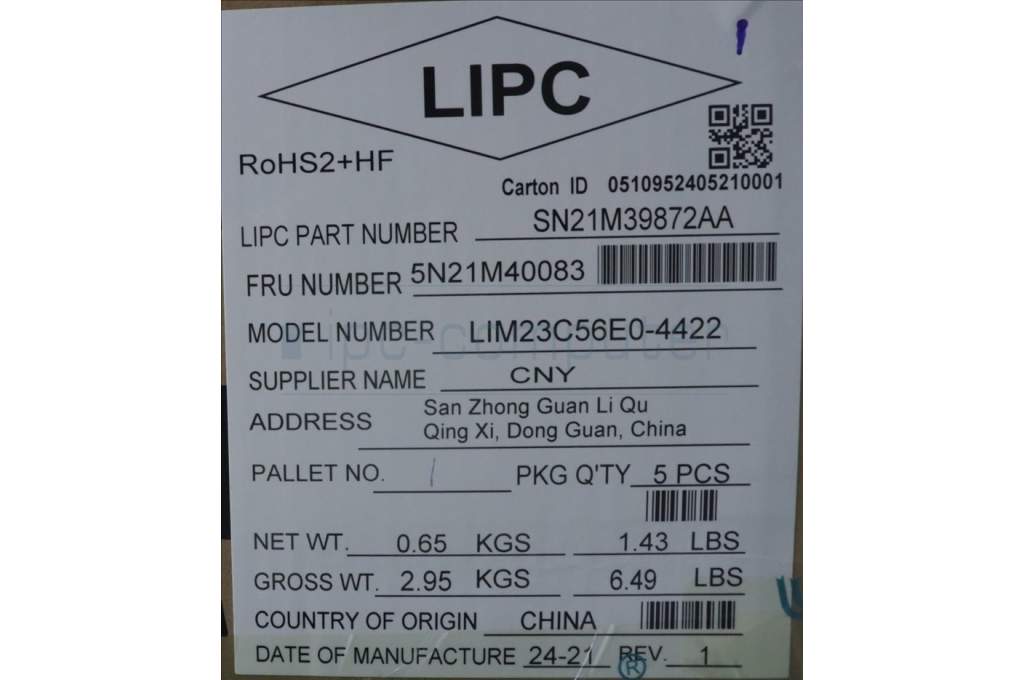 LIPC
RoHS2+HF
Carton ID 0510952405210001
LIPC PART NUMBER SN21M39872AA
FRU NUMBER 5N21M40083
MODEL NUMBER LIM23C56E0-4422
ipc-computer
SUPPLIER NAME CNY
ADDRESS San Zhong Guan Li Qu
Qing Xi, Dong Guan, China
PALLET NO. 1 PKG Q'TY 5 PCS
NET WT. 0.65 KGS 1.43 LBS
GROSS WT. 2.95 KGS 6.49 LBS
COUNTRY OF ORIGIN CHINA
DATE OF MANUFACTURE 24-21 REV. 1
®